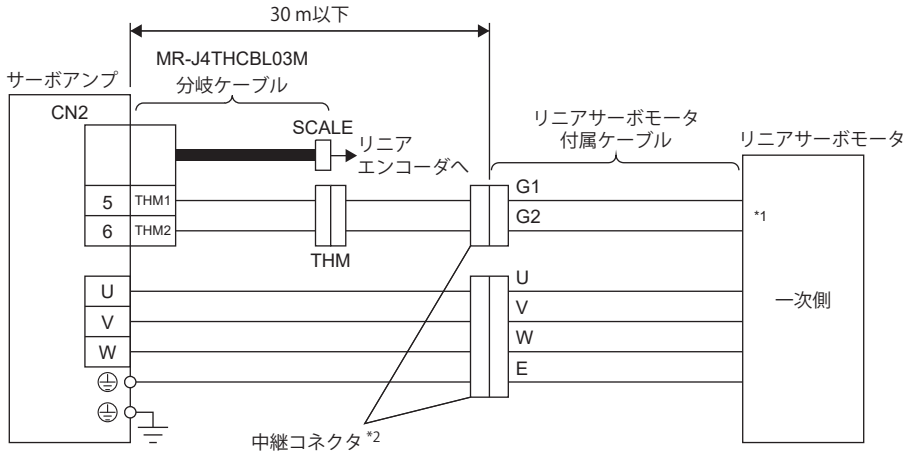 30 m以下
MR-J4THCBL03M
分岐ケーブル
サーボアンプ
CN2
SCALE
リニア
エンコーダへ
リニアサーボモータ
付属ケーブル
リニアサーボモータ
5
THM1
6
THM2
THM
G1
G2
*1
U
V
W
U
V
W
E
一次側
中継コネクタ *2